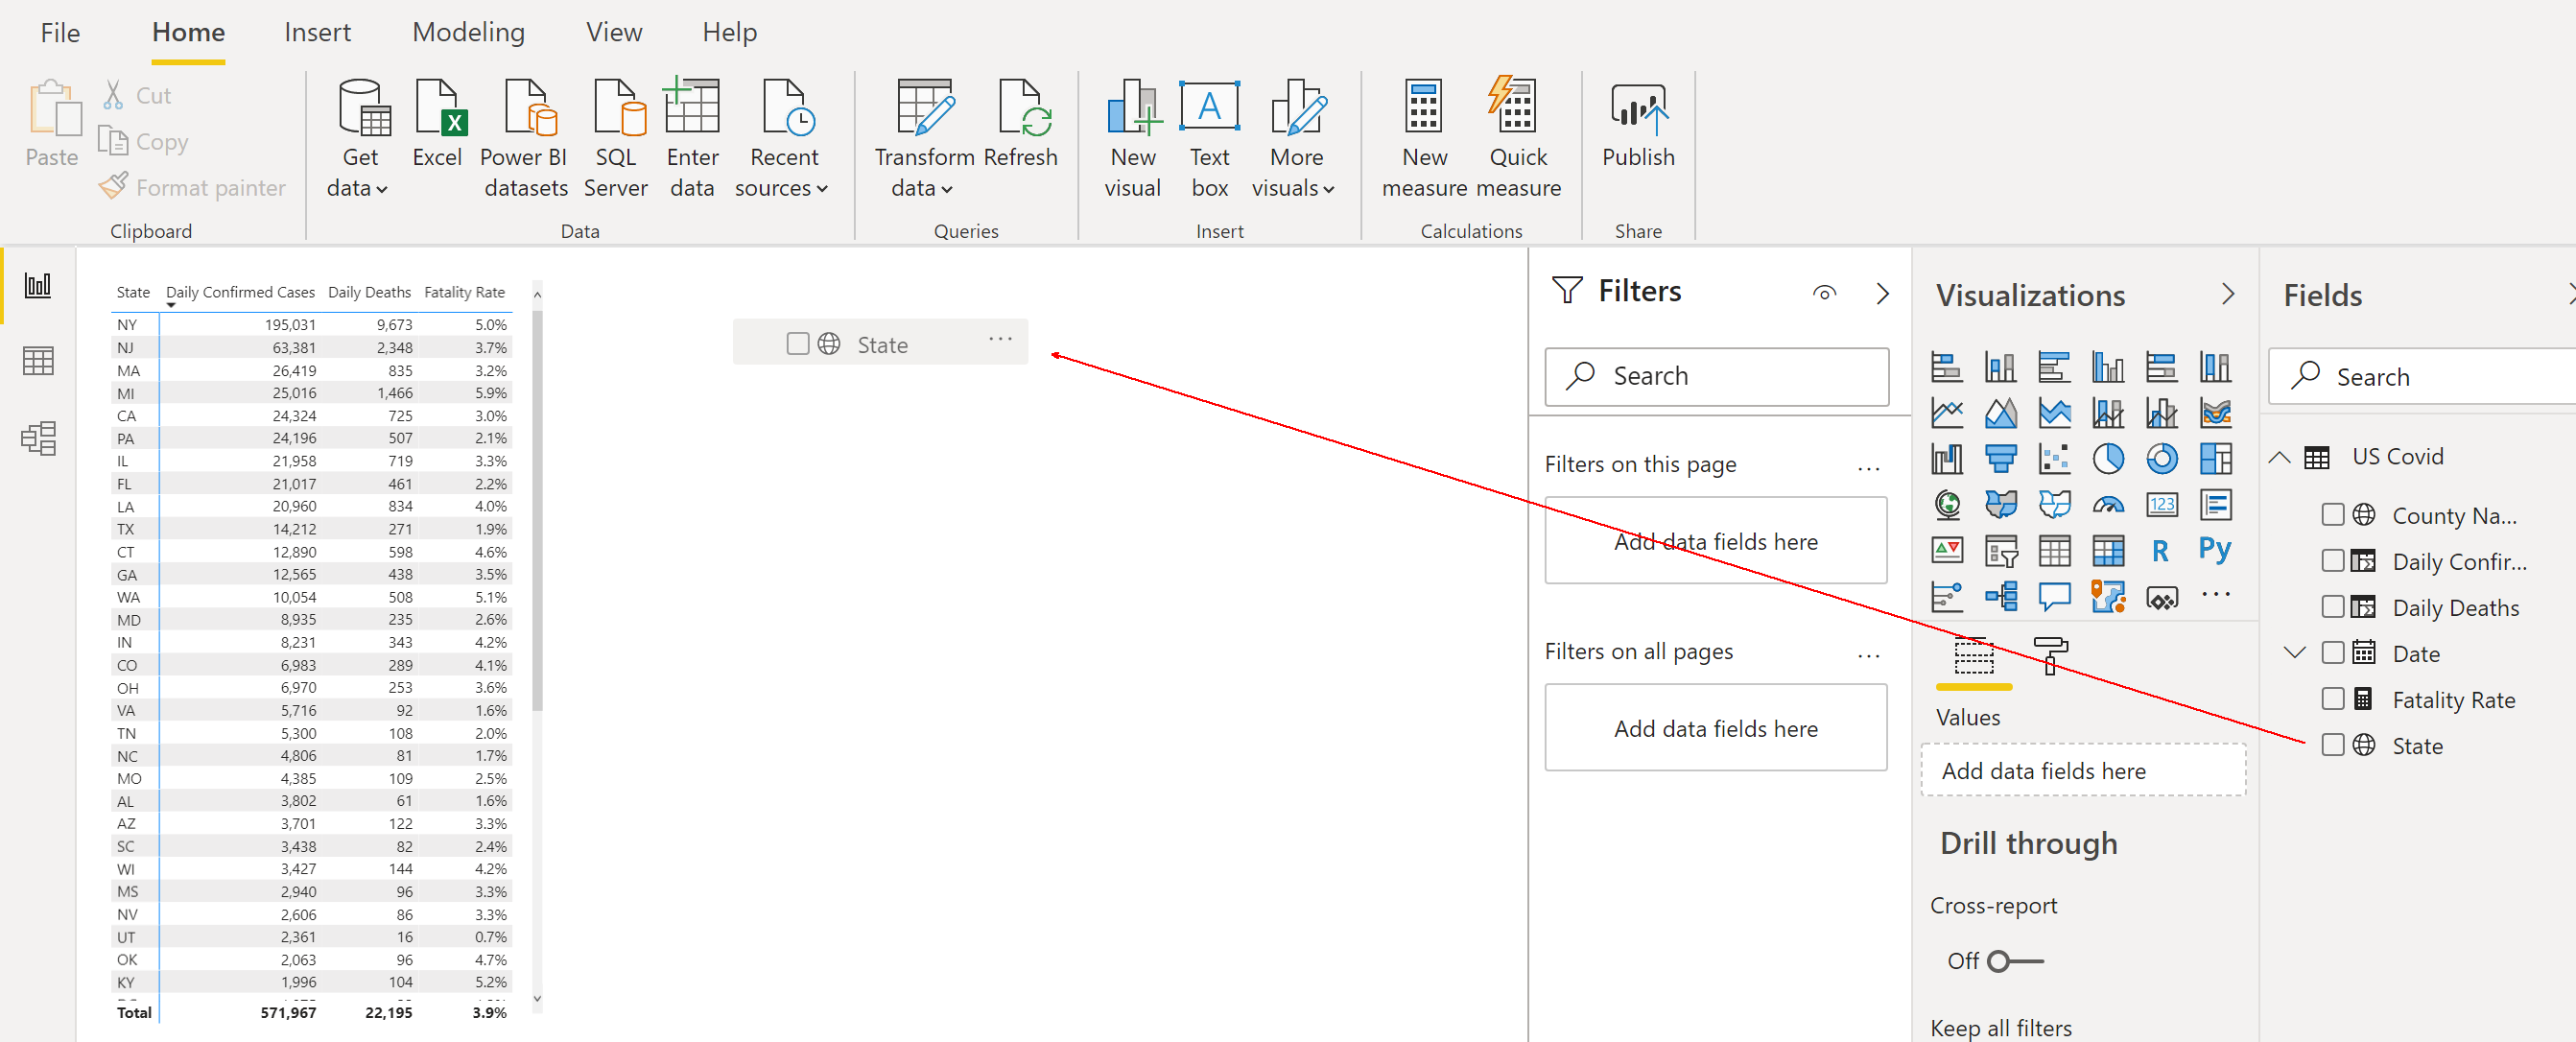 File Home Insert Modeling View Help
Paste
Cut
Copy
Format painter
Clipboard
Get data
Excel
Power BI datasets
SQL Server
Enter data
Recent sources
Data
Transform data
Refresh
Queries
New visual
Text box
More visuals
Insert
New measure
Quick measure
Calculations
Publish
Share
State Daily Confirmed Cases Daily Deaths Fatality Rate
NY 195,031 9,673 5.0%
NJ 63,381 2,348 3.7%
MA 26,419 835 3.2%
MI 25,016 1,466 5.9%
CA 24,324 725 3.0%
PA 24,196 507 2.1%
IL 21,958 719 3.3%
FL 21,017 461 2.2%
LA 20,960 834 4.0%
TX 14,212 271 1.9%
CT 12,890 598 4.6%
GA 12,565 438 3.5%
WA 10,054 508 5.1%
MD 8,935 235 2.6%
IN 8,231 343 4.2%
CO 6,983 289 4.1%
OH 6,970 253 3.6%
VA 5,716 92 1.6%
TN 5,300 108 2.0%
NC 4,806 81 1.7%
MO 4,385 109 2.5%
AL 3,802 61 1.6%
AZ 3,701 122 3.3%
SC 3,438 82 2.4%
WI 3,427 144 4.2%
MS 2,940 96 3.3%
NV 2,606 86 3.3%
UT 2,361 16 0.7%
OK 2,063 96 4.7%
KY 1,996 104 5.2%
Total 571,967 22,195 3.9%
State ...
Filters
Search
Filters on this page ...
Add data fields here
Filters on all pages ...
Add data fields here
Visualizations
123
R Py
...
Values
Add data fields here
Drill through
Cross-report
Off
Keep all filters
Fields
Search
US Covid
County Na...
Daily Confir...
Daily Deaths
Date
Fatality Rate
State